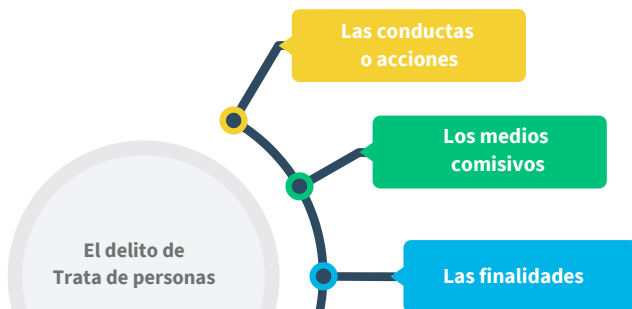 Las conductas
o acciones
Los medios
comisivos
El delito de
Trata de personas
Las finalidades